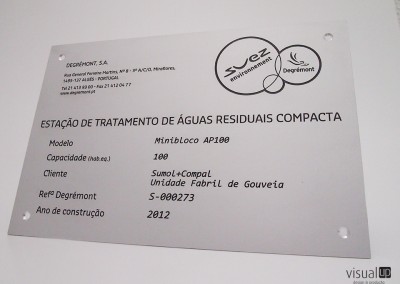 DEGRÉMONT, S.A.
Rua General Ferreira Martins, Nº 8 - 9º A/C/D, Miraflores,
1495-137 ALGÉS - PORTUGAL
Tel 21 412 03 60 - Fax 21 412 04 77
www.degremont.pt
SUEZ
environnement
Degrémont
ESTAÇÃO DE TRATAMENTO DE ÁGUAS RESIDUAIS COMPACTA
Modelo Minibloco AP100
Capacidade (hab.eq.) 100
Cliente Sumol+Compal
Unidade Fabril de Gouveia
Refª Degrémont S-000273
Ano de construção 2012
visualup